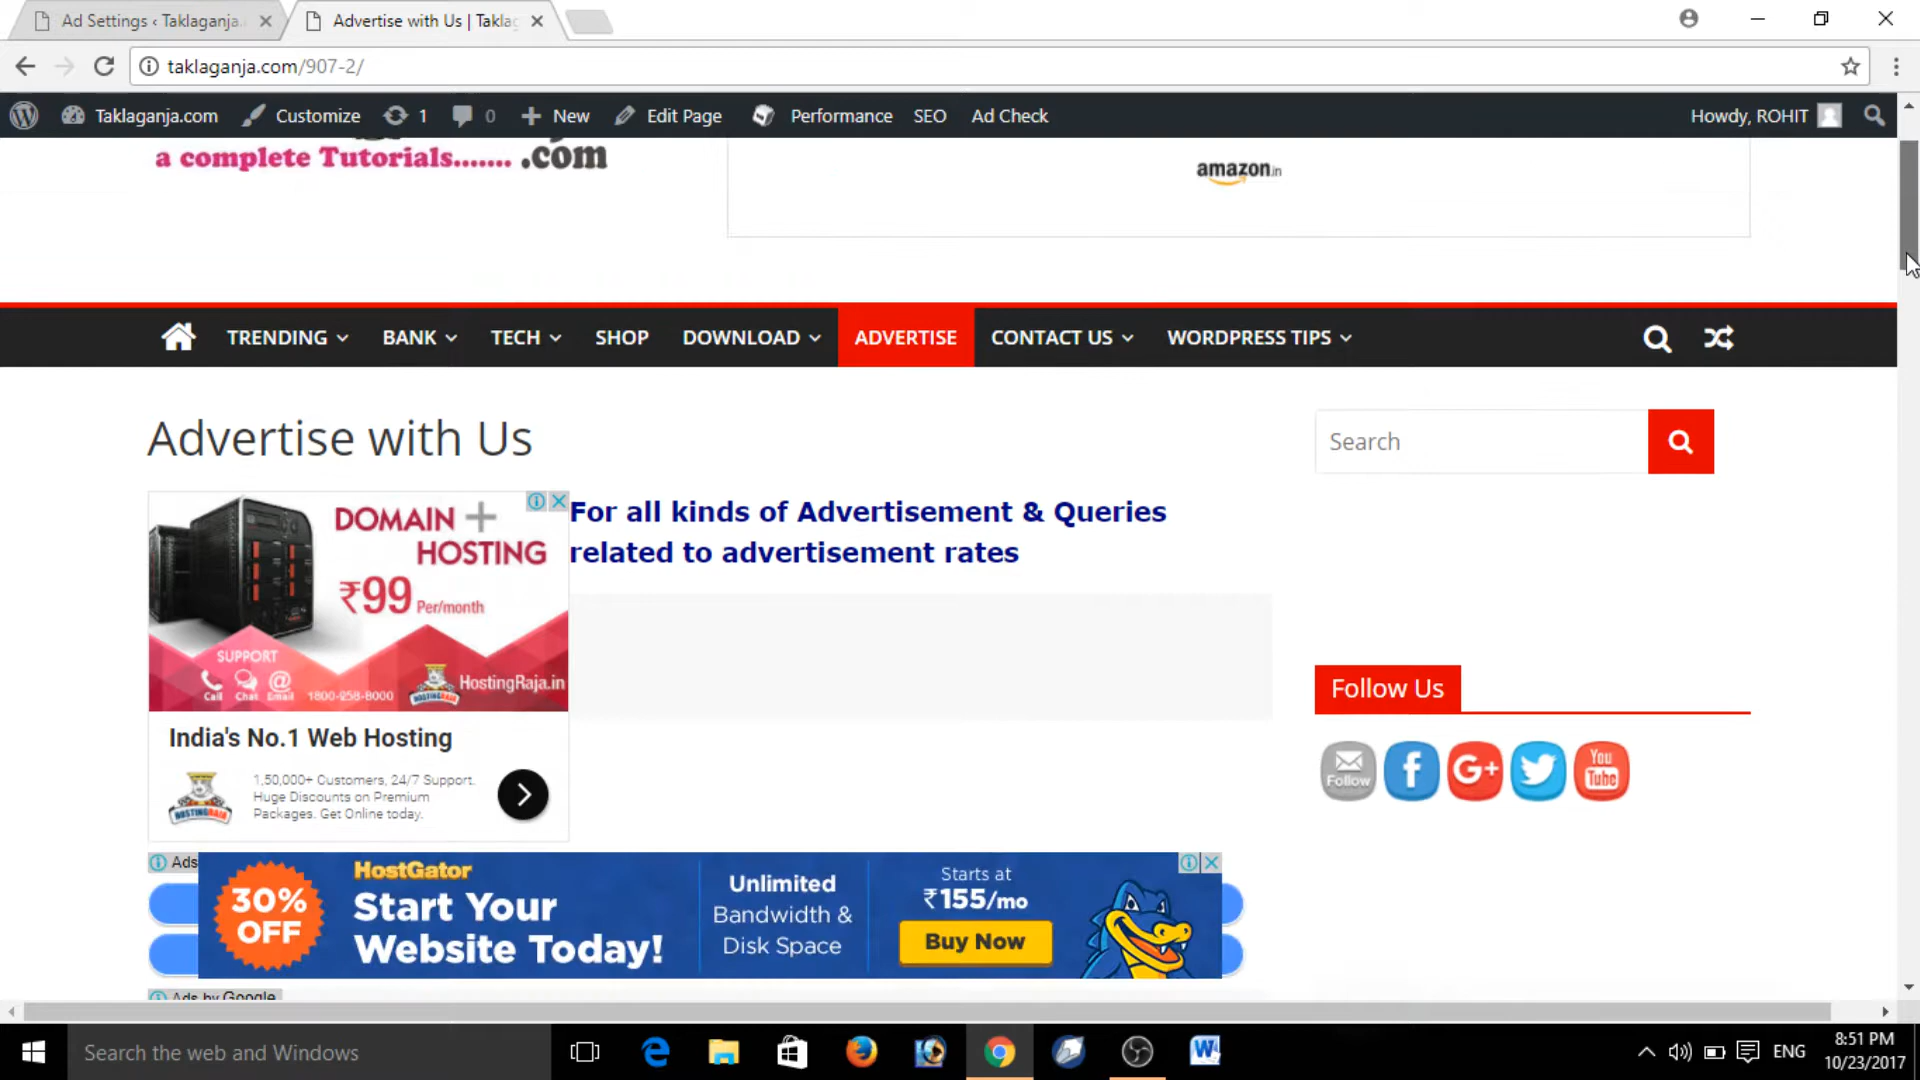 Ad Settings ‹ Taklaganja.
Advertise with Us | Takla
taklaganja.com/907-2/
Taklaganja.com
Customize
1
0
New
Edit Page
Performance
SEO
Ad Check
Howdy, ROHIT
a complete Tutorials....... .com
amazon.in
TRENDING
BANK
TECH
SHOP
DOWNLOAD
ADVERTISE
CONTACT US
WORDPRESS TIPS
Advertise with Us
Search
DOMAIN +
HOSTING
₹99 Per/month
SUPPORT
Call Chat Email 1800-258-8000
HostingRaja.in
For all kinds of Advertisement & Queries
related to advertisement rates
India's No.1 Web Hosting
1,50,000+ Customers, 24/7 Support.
Huge Discounts on Premium
Packages. Get Online today.
HOSTING RAJA
Follow Us
Follow
f
G+
You
Tube
Ads
30%
OFF
HostGator
Start Your
Website Today!
Unlimited
Bandwidth &
Disk Space
Starts at
₹155/mo
Buy Now
Ads by Google
Search the web and Windows
ENG
8:51 PM
10/23/2017